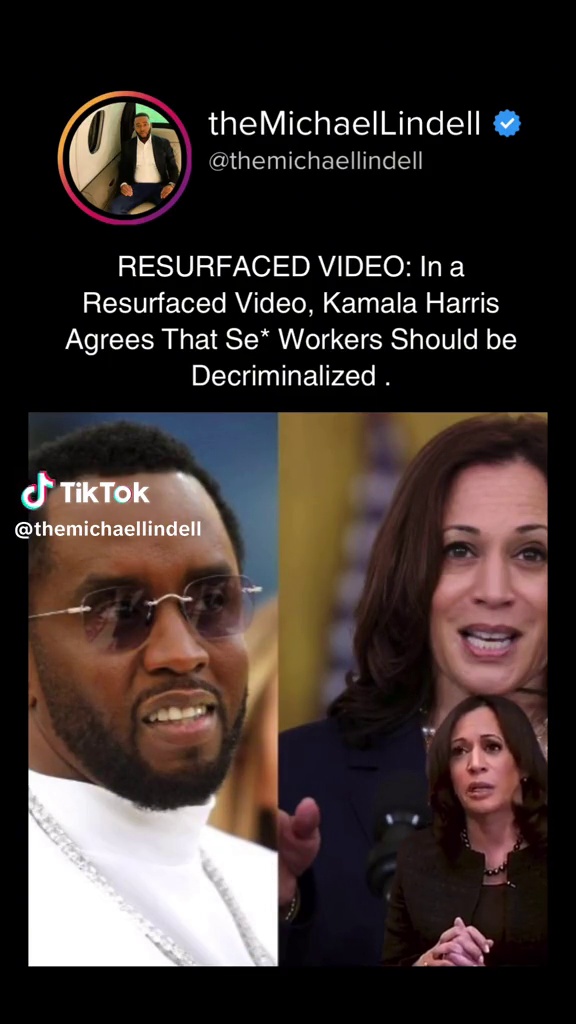 theMichaelLindell
@themichaellindell
RESURFACED VIDEO: In a
Resurfaced Video, Kamala Harris
Agrees That Se* Workers Should be
Decriminalized .
TikTok
@themichaellindell